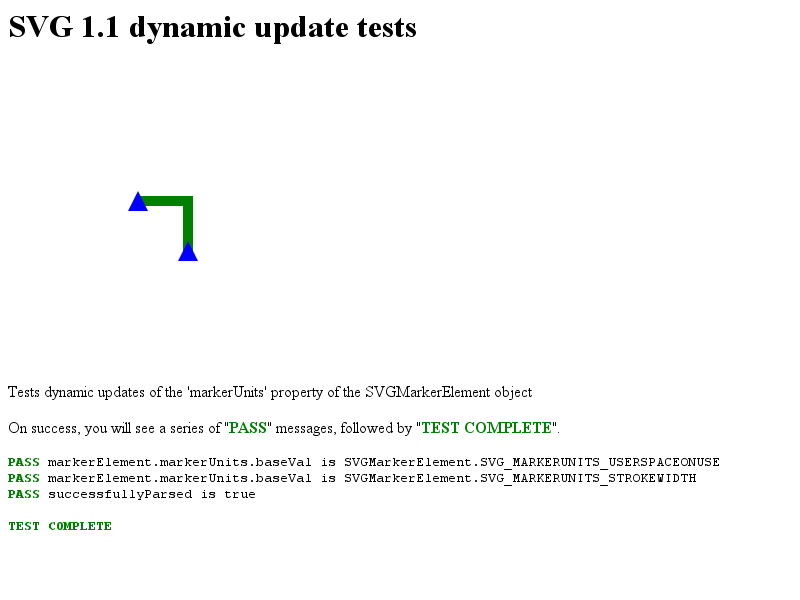 SVG 1.1 dynamic update tests
Tests dynamic updates of the 'markerUnits' property of the SVGMarkerElement object
On success, you will see a series of "PASS" messages, followed by "TEST COMPLETE".
PASS markerElement.markerUnits.baseVal is SVGMarkerElement.SVG_MARKERUNITS_USERSPACEONUSE
PASS markerElement.markerUnits.baseVal is SVGMarkerElement.SVG_MARKERUNITS_STROKEWIDTH
PASS successfullyParsed is true
TEST COMPLETE